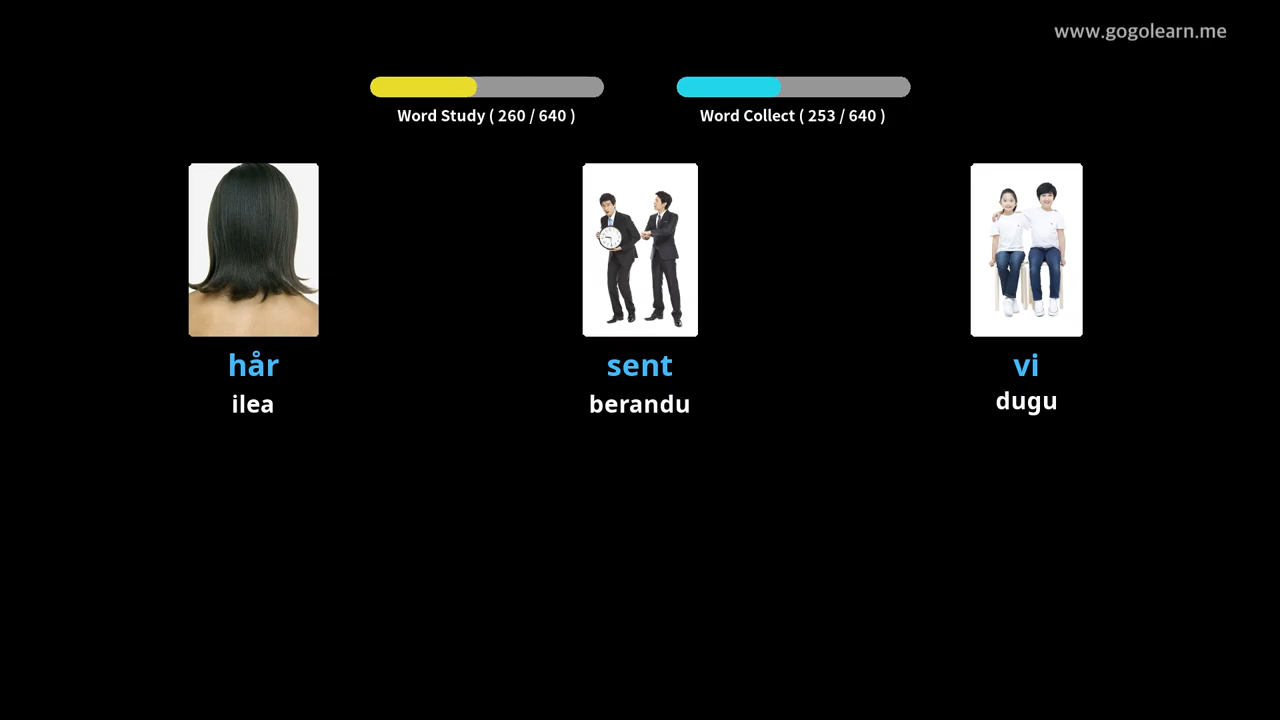 www.gogolearn.me
Word Study ( 260 / 640 )
Word Collect ( 253 / 640 )
hår
sent
vi
ilea
berandu
dugu